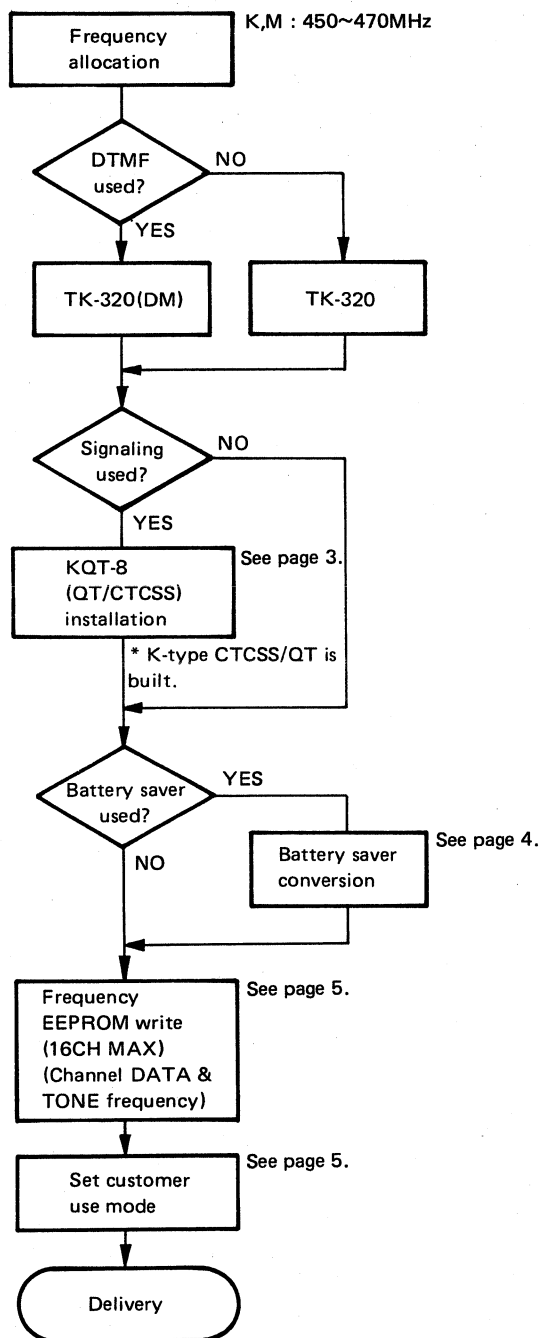 K,M : 450~470MHz
Frequency
allocation
DTMF
used?
NO
YES
TK-320(DM)
TK-320
Signaling
used?
NO
YES
KQT-8
(QT/CTCSS)
installation
See page 3.
* K-type CTCSS/QT is
built.
Battery saver
used?
YES
NO
Battery saver
conversion
See page 4.
Frequency
EEPROM write
(16CH MAX)
(Channel DATA &
TONE frequency)
See page 5.
Set customer
use mode
See page 5.
Delivery